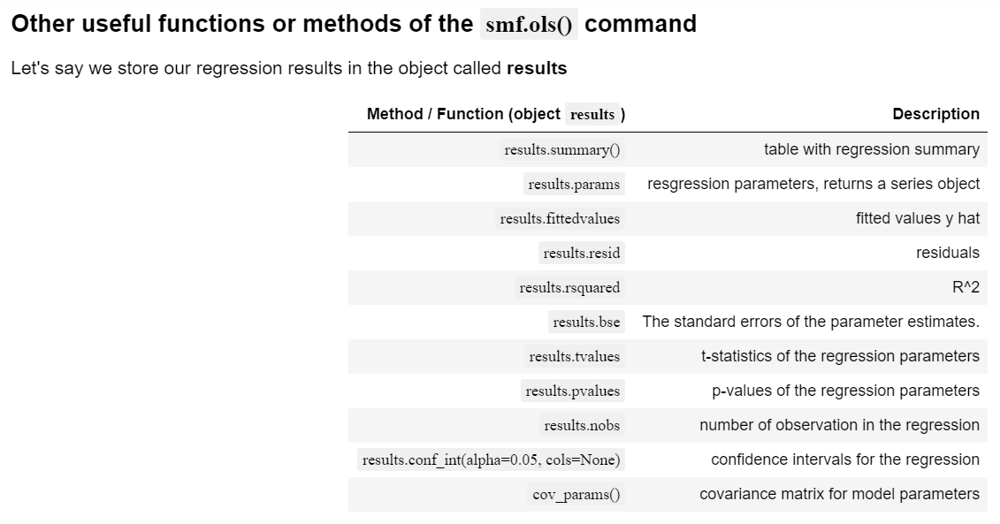 Other useful functions or methods of the smf.ols() command
Let's say we store our regression results in the object called results
Method / Function (object results ) Description
results.summary() table with regression summary
results.params resgression parameters, returns a series object
results.fittedvalues fitted values y hat
results.resid residuals
results.rsquared R^2
results.bse The standard errors of the parameter estimates.
results.tvalues t-statistics of the regression parameters
results.pvalues p-values of the regression parameters
results.nobs number of observation in the regression
results.conf_int(alpha=0.05, cols=None) confidence intervals for the regression
cov_params() covariance matrix for model parameters